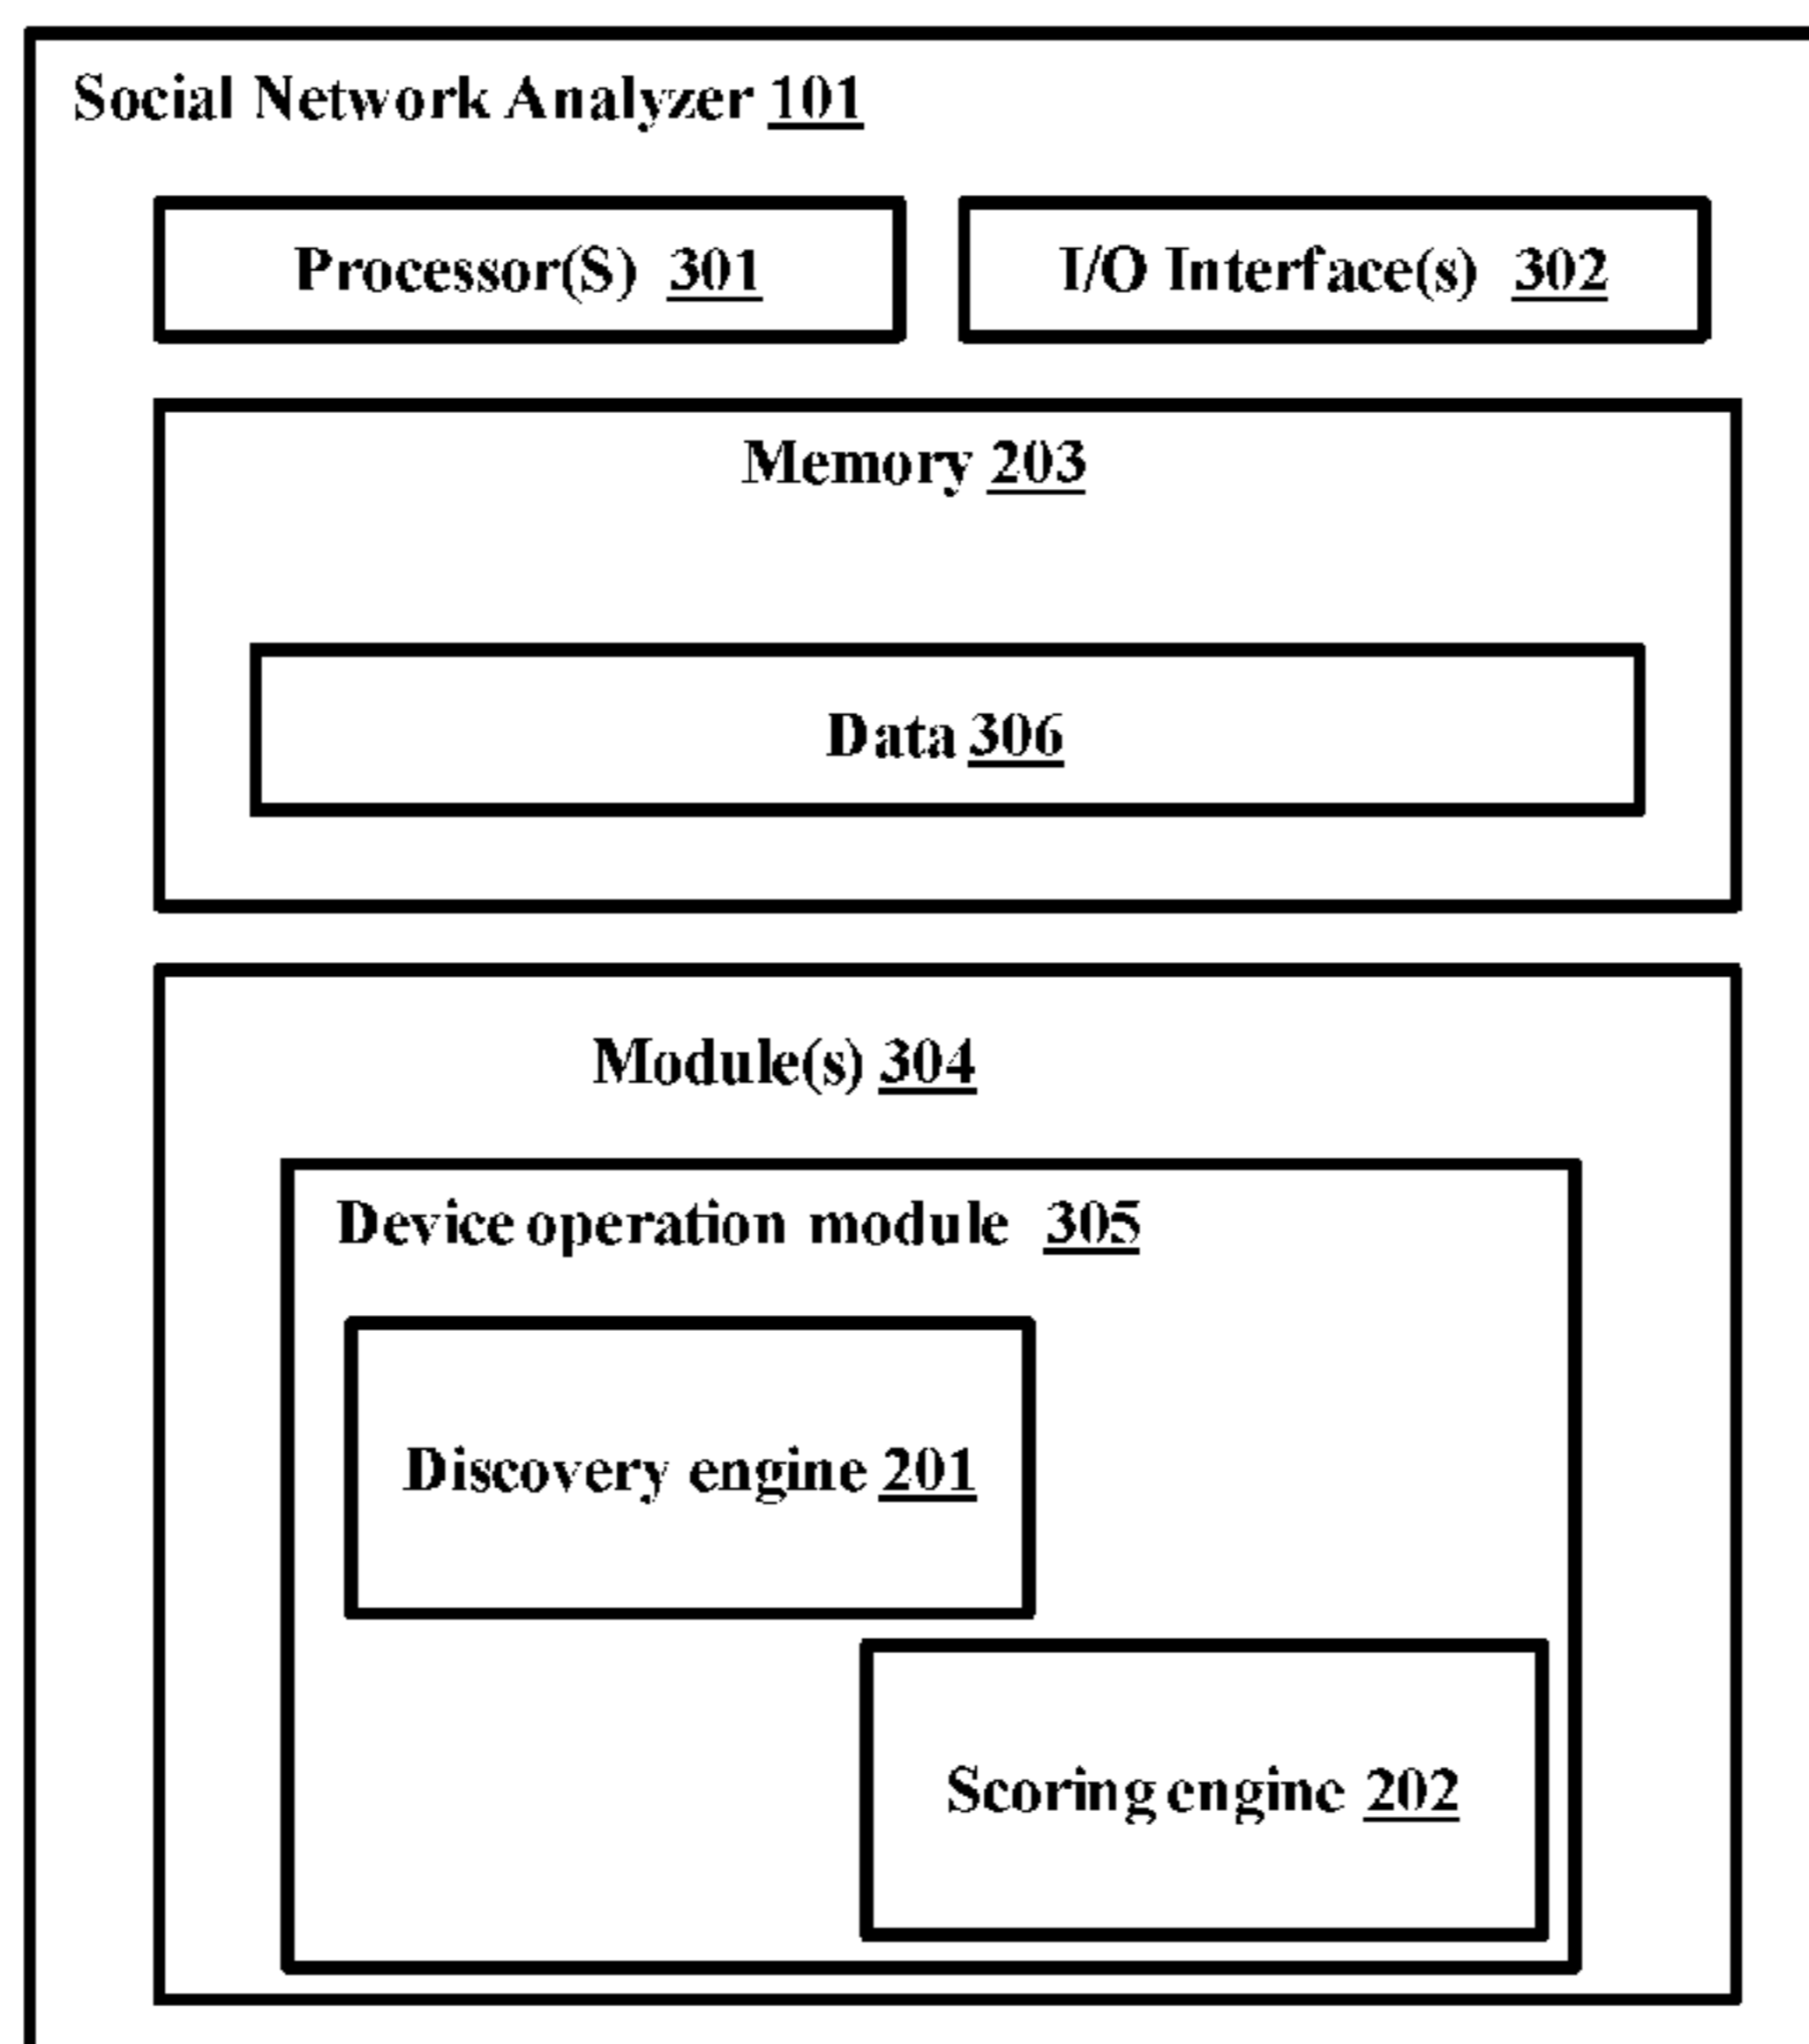 Social Network Analyzer 101
Processor(S) 301
I/O Interface(s) 302
Memory 203
Data 306
Module(s) 304
Device operation module 305
Discovery engine 201
Scoring engine 202